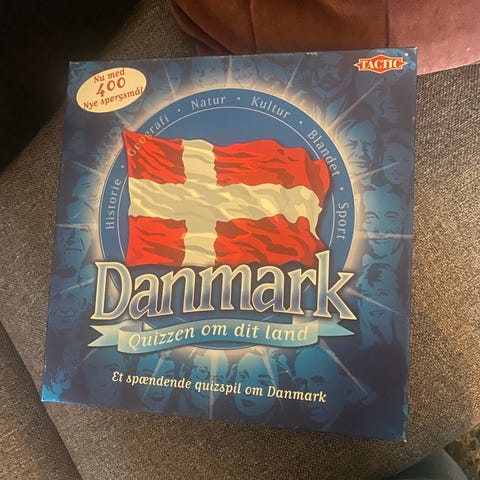 TACTIC
Nu med
400
Nye spørgsmål
Historie • Geografi • Natur • Kultur • Blandet • Sport
Danmark
Quizzen om dit land
Et spændende quizspil om Danmark